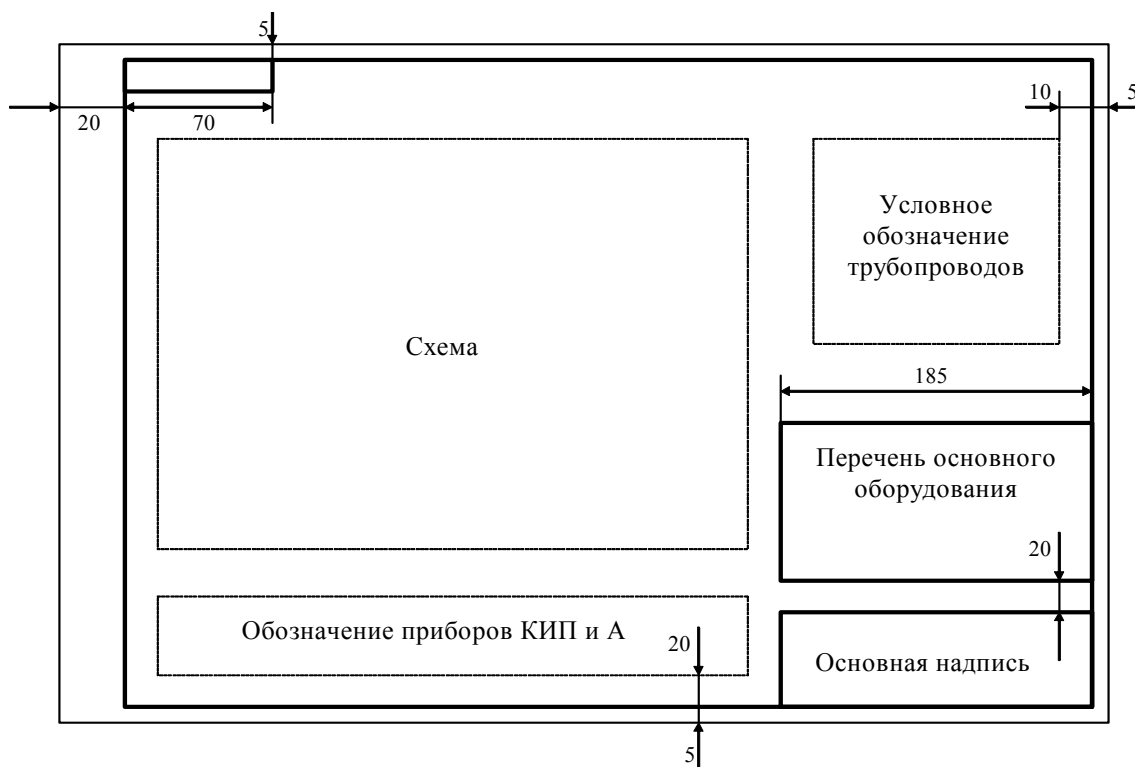 5
10
5
20
70
Условное
обозначение
трубопроводов
Схема
185
Перечень основного
оборудования
20
Обозначение приборов КИП и А
20
Основная надпись
5